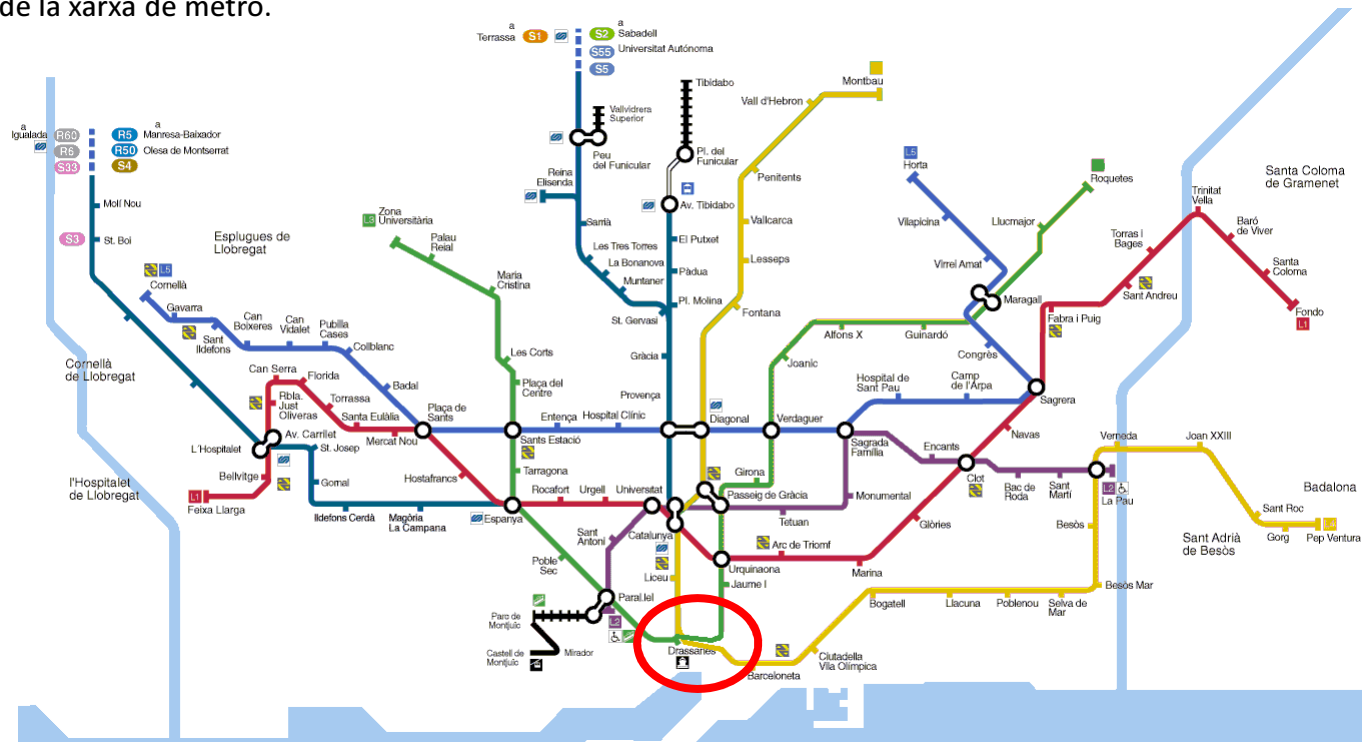 de la xarxa de metro.
a
Terrassa S1
a
S2 Sabadell
S55 Universitat Autónoma
S5
Tibidabo
Montbau
Vall d'Hebron
Vallvidrera
Superior
a
Igualada R60
R6
S33
a
R5 Manresa-Baixador
R50 Olesa de Montserrat
S4
Peu
del Funicular
Pl. del
Funicular
L5
Horta
Roquetes
Santa Coloma
de Gramenet
Reina
Elisenda
Penitents
Trinitat
Vella
Molí Nou
Av. Tibidabo
L3 Zona
Universitària
Vilapicina
Llucmajor
Vallcarca
Sarrià
Baró
de Viver
S3 St. Boi
Esplugues de
Llobregat
Palau
Reial
El Putxet
Torras I
Bages
Les Tres Torres
La Bonanova
Muntaner
Pàdua
Lesseps
Virrei Amat
Santa
Coloma
L5
Cornellà
Maria
Cristina
Maragall
Sant Andreu
Pl. Molina
St. Gervasi
Fontana
Fabra i Puig
Fondo
L1
Gavarra
Sant
Ildefons
Can
Boixeres
Can
Vidalet
Pubilla
Cases
Collblanc
Alfons X
Guinardó
Les Corts
Gràcia
Joanic
Congrès
Cornellà
de Llobregat
Can Serra
Florida
Rbla.
Just
Oliveras
Torrassa
Badal
Plaça del
Centre
Provença
Hospital de
Sant Pau
Camp
de l'Arpa
Sagrera
Santa Eulàlia
Mercat Nou
Plaça de
Sants
Entença
Hospital Clínic
Diagonal
Verdaguer
Sants Estació
Sagrada
Família
Navas
Encants
Verneda
Joan XXIII
L'Hospitalet
Av. Carrilet
St. Josep
Bellvitge
Gornal
Hostafrancs
Tarragona
Girona
Clot
Bac de
Roda
Sant
Martí
L2
La Pau
l'Hospitalet
de Llobregat
L1
Feixa Llarga
Rocafort
Urgell
Universitat
Passeig de Gràcia
Monumental
Badalona
Ildefons Cerdà
Magòria
La Campana
Espanya
Tetuan
Glòries
Besòs
Sant Roc
Gorg
Pep Ventura
Sant
Antoni
Catalunya
Arc de Triomf
Sant Adrià
de Besòs
Poble
Sec
Liceu
Urquinaona
Marina
Jaume I
Besòs Mar
Paral.lel
L2
Bogatell
Llacuna
Poblenou
Selva de
Mar
Parc de
Montjuïc
Castell de
Montjuïc
Mirador
Drassanes
Ciutadella
Vila Olímpica
Barceloneta